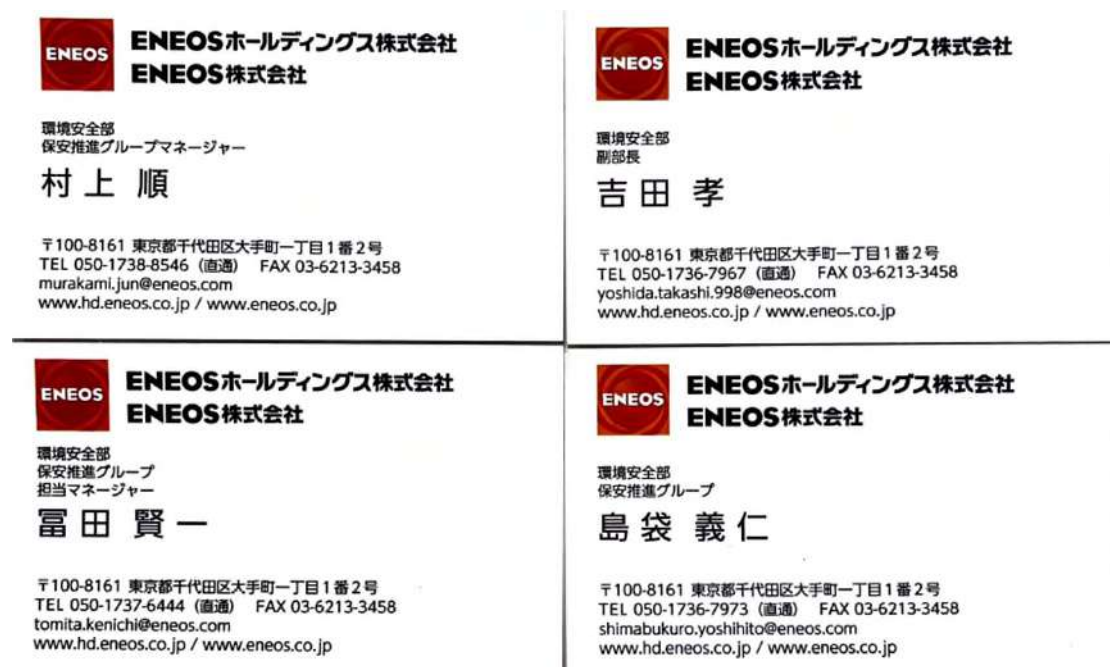 ENEOS
ENEOSホールディングス株式会社
ENEOS株式会社
環境安全部
保安推進グループマネージャー
村上 順
〒100-8161 東京都千代田区大手町一丁目1番2号
TEL 050-1738-8546（直通） FAX 03-6213-3458
murakami.jun@eneos.com
www.hd.eneos.co.jp / www.eneos.co.jp
ENEOS
ENEOSホールディングス株式会社
ENEOS株式会社
環境安全部
副部長
吉田 孝
〒100-8161 東京都千代田区大手町一丁目1番2号
TEL 050-1736-7967（直通） FAX 03-6213-3458
yoshida.takashi.998@eneos.com
www.hd.eneos.co.jp / www.eneos.co.jp
ENEOS
ENEOSホールディングス株式会社
ENEOS株式会社
環境安全部
保安推進グループ
担当マネージャー
冨田 賢一
〒100-8161 東京都千代田区大手町一丁目1番2号
TEL 050-1737-6444（直通） FAX 03-6213-3458
tomita.kenichi@eneos.com
www.hd.eneos.co.jp / www.eneos.co.jp
ENEOS
ENEOSホールディングス株式会社
ENEOS株式会社
環境安全部
保安推進グループ
島袋 義仁
〒100-8161 東京都千代田区大手町一丁目1番2号
TEL 050-1736-7973（直通） FAX 03-6213-3458
shimabukuro.yoshihito@eneos.com
www.hd.eneos.co.jp / www.eneos.co.jp